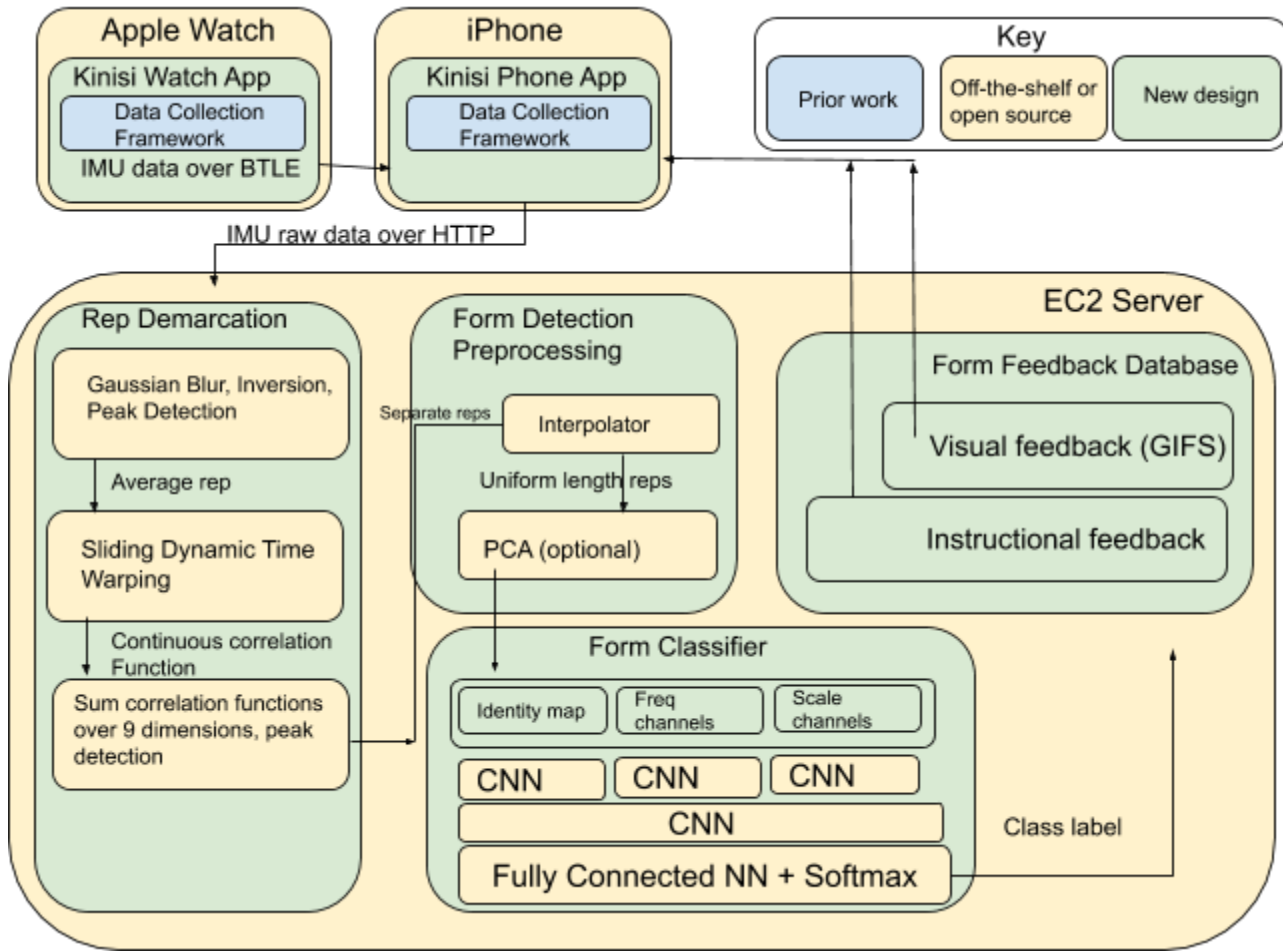 Apple Watch
Kinisi Watch App
Data Collection
Framework
IMU data over BTLE
iPhone
Kinisi Phone App
Data Collection
Framework
Key
Prior work
Off-the-shelf or
open source
New design
IMU raw data over HTTP
EC2 Server
Rep Demarcation
Gaussian Blur, Inversion,
Peak Detection
Average rep
Sliding Dynamic Time
Warping
Continuous correlation
Function
Sum correlation functions
over 9 dimensions, peak
detection
Form Detection
Preprocessing
Separate reps
Interpolator
Uniform length reps
PCA (optional)
Form Feedback Database
Visual feedback (GIFS)
Instructional feedback
Form Classifier
Identity map
Freq
channels
Scale
channels
CNN
CNN
CNN
CNN
Fully Connected NN + Softmax
Class label